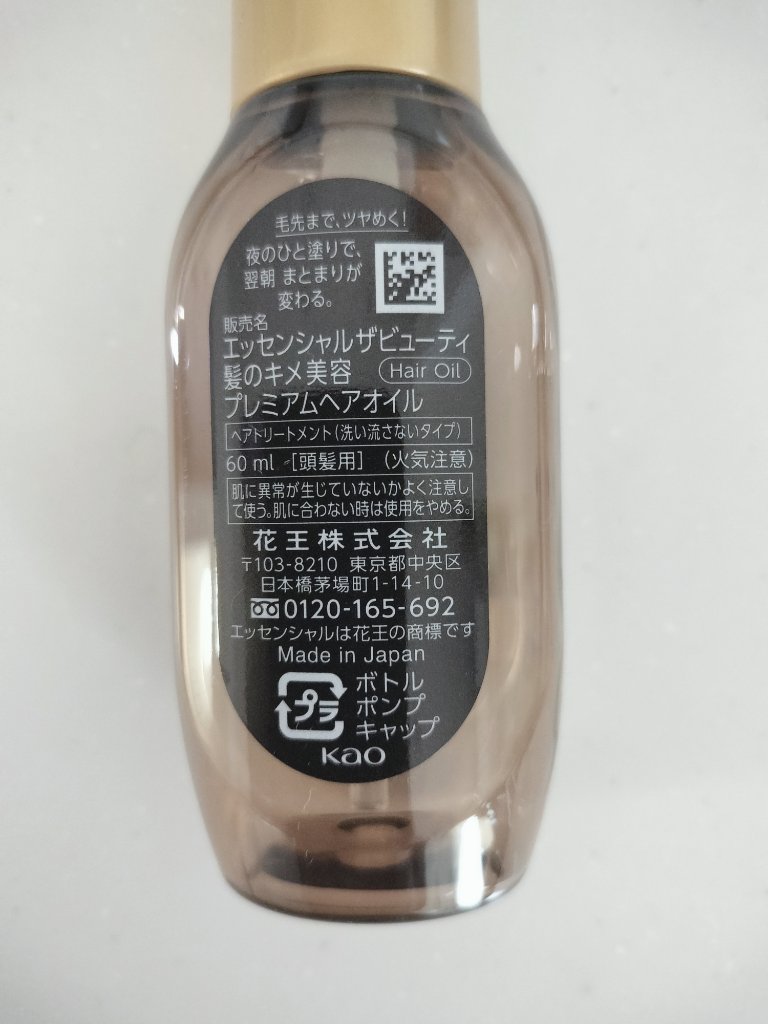 毛先まで、ツヤめく!
夜のひと塗りで、
翌朝 まとまりが
変わる。
販売名
エッセンシャルザビューティ
髪のキメ美容 Hair Oil
プレミアムヘアオイル
ヘアトリートメント(洗い流さないタイプ)
60 ml [頭髪用] (火気注意)
肌に異常が生じていないかよく注意し
て使う。肌に合わない時は使用をやめる。
花王株式会社
〒103-8210 東京都中央区
日本橋茅場町1-14-10
0120-165-692
エッセンシャルは花王の商標です
Made in Japan
プラ ボトル
ポンプ
キャップ
Kao